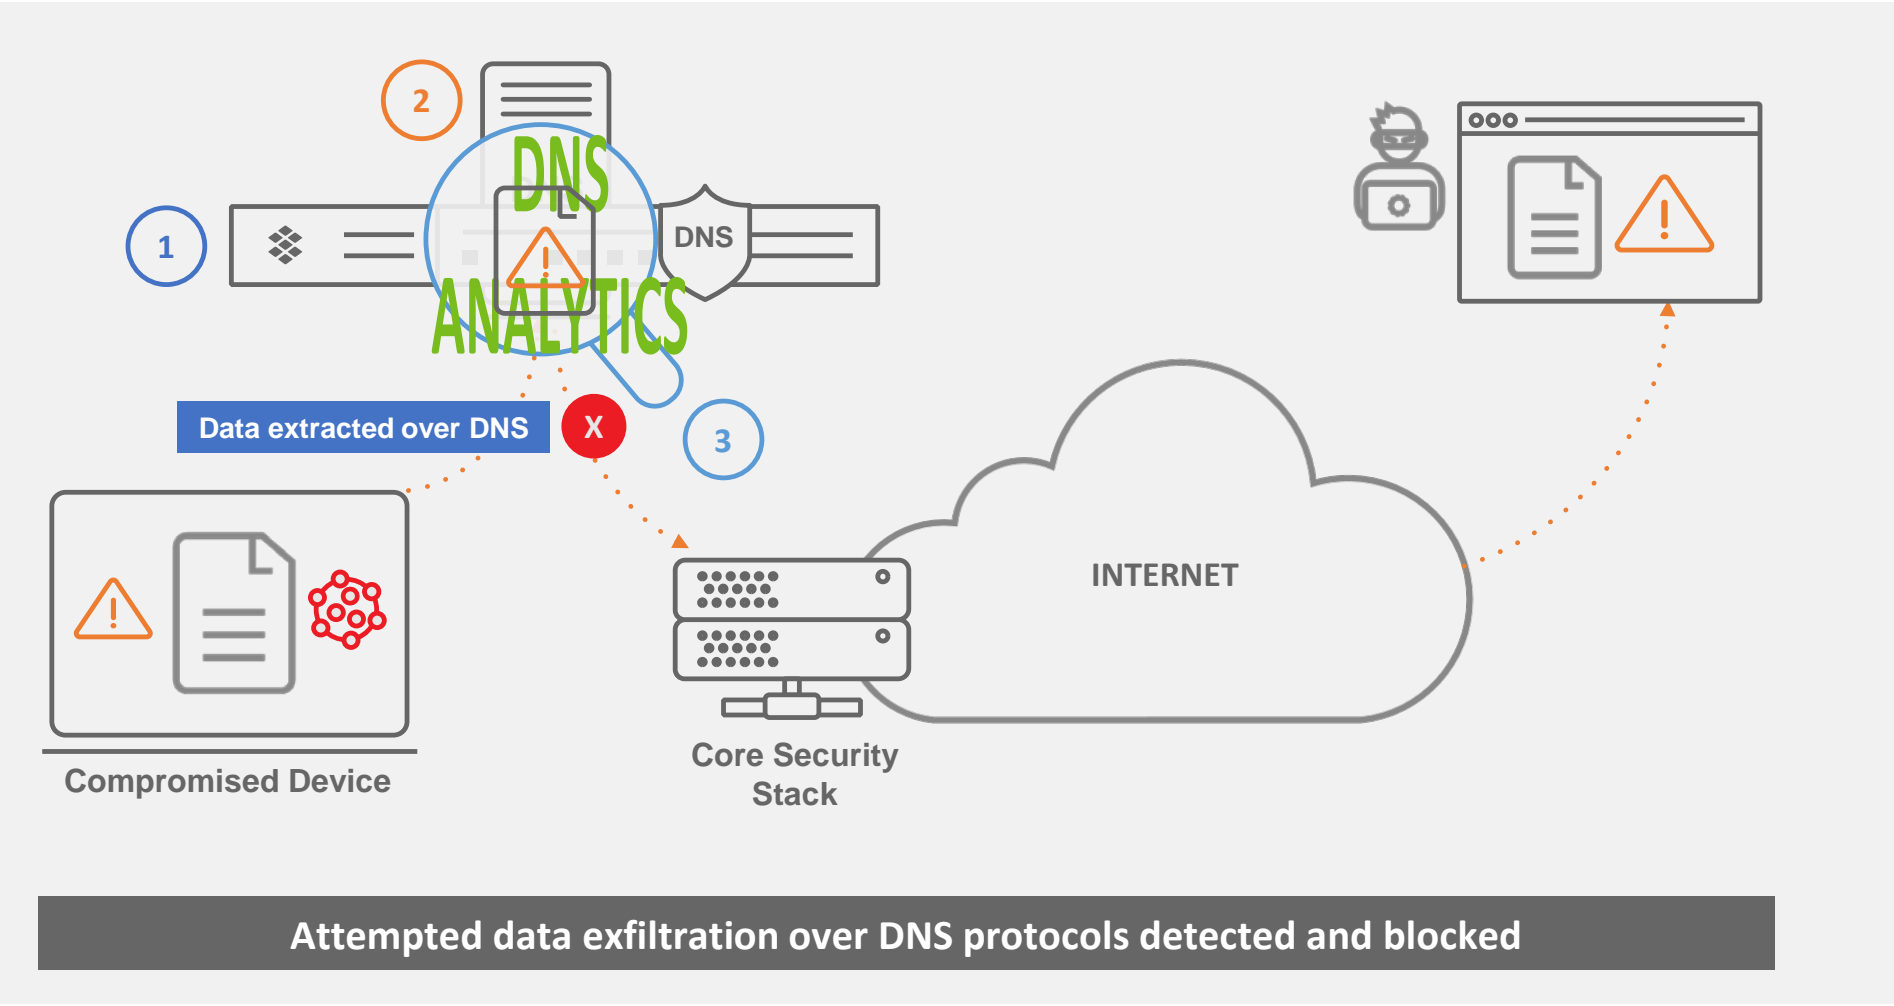 2
DNS
1
DNS
ANALYTICS
Data extracted over DNS
X
3
INTERNET
Core Security
Stack
Compromised Device
Attempted data exfiltration over DNS protocols detected and blocked